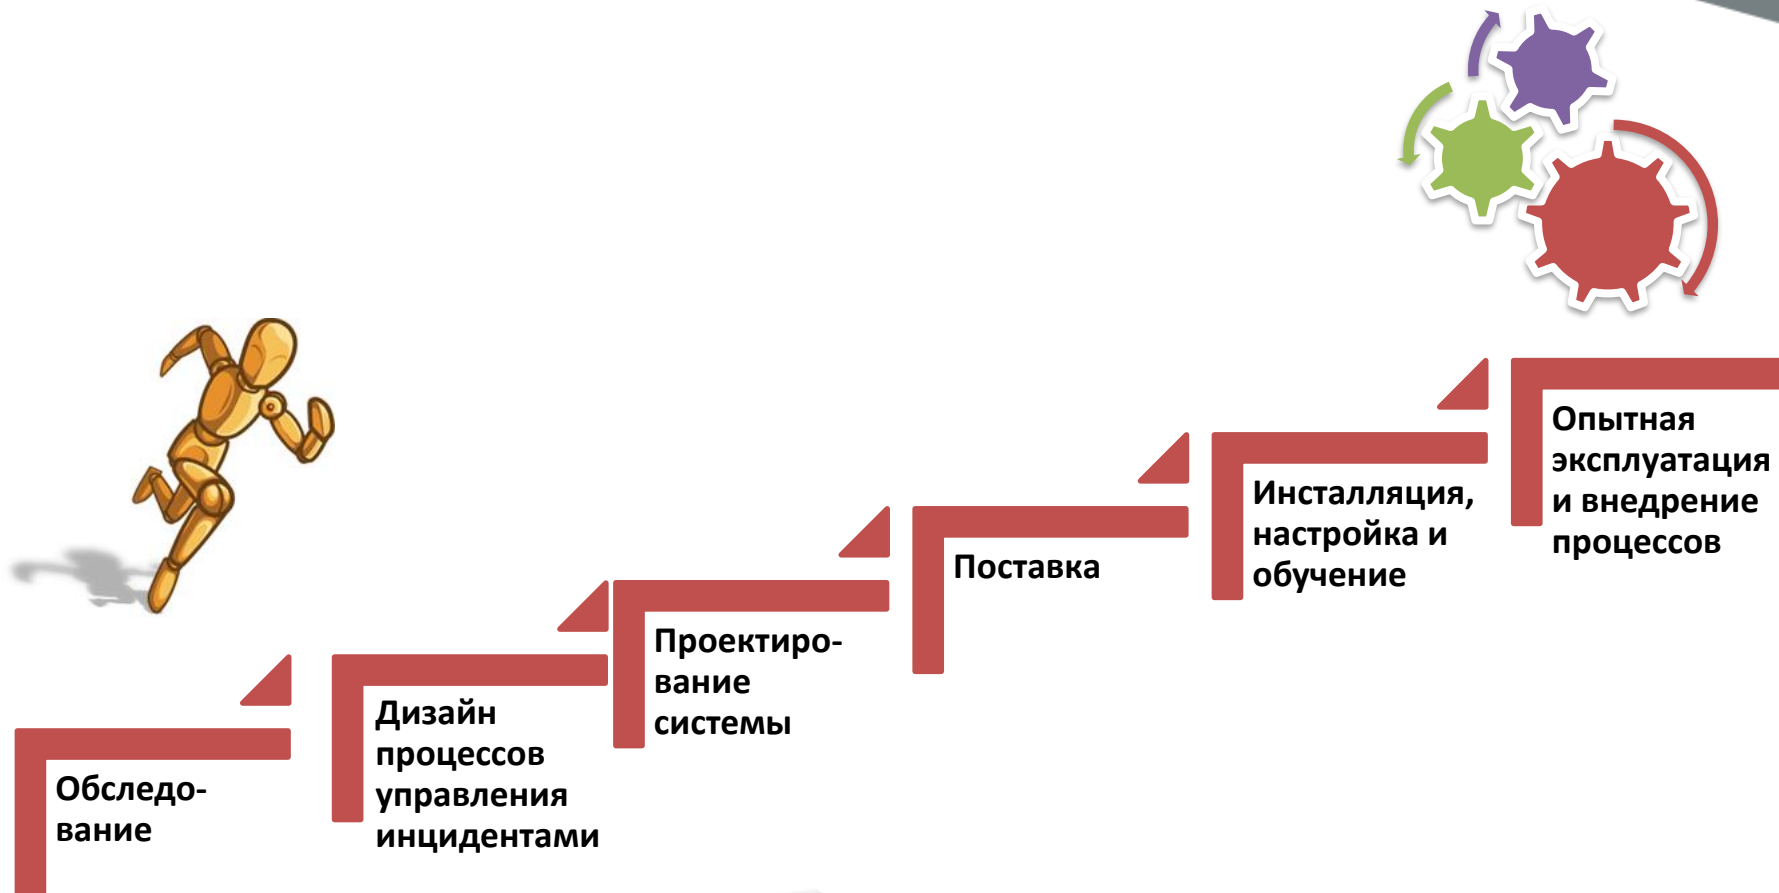 Обследо-
вание
Дизайн
процессов
управления
инцидентами
Проектиро-
вание
системы
Поставка
Инсталляция,
настройка и
обучение
Опытная
эксплуатация
и внедрение
процессов